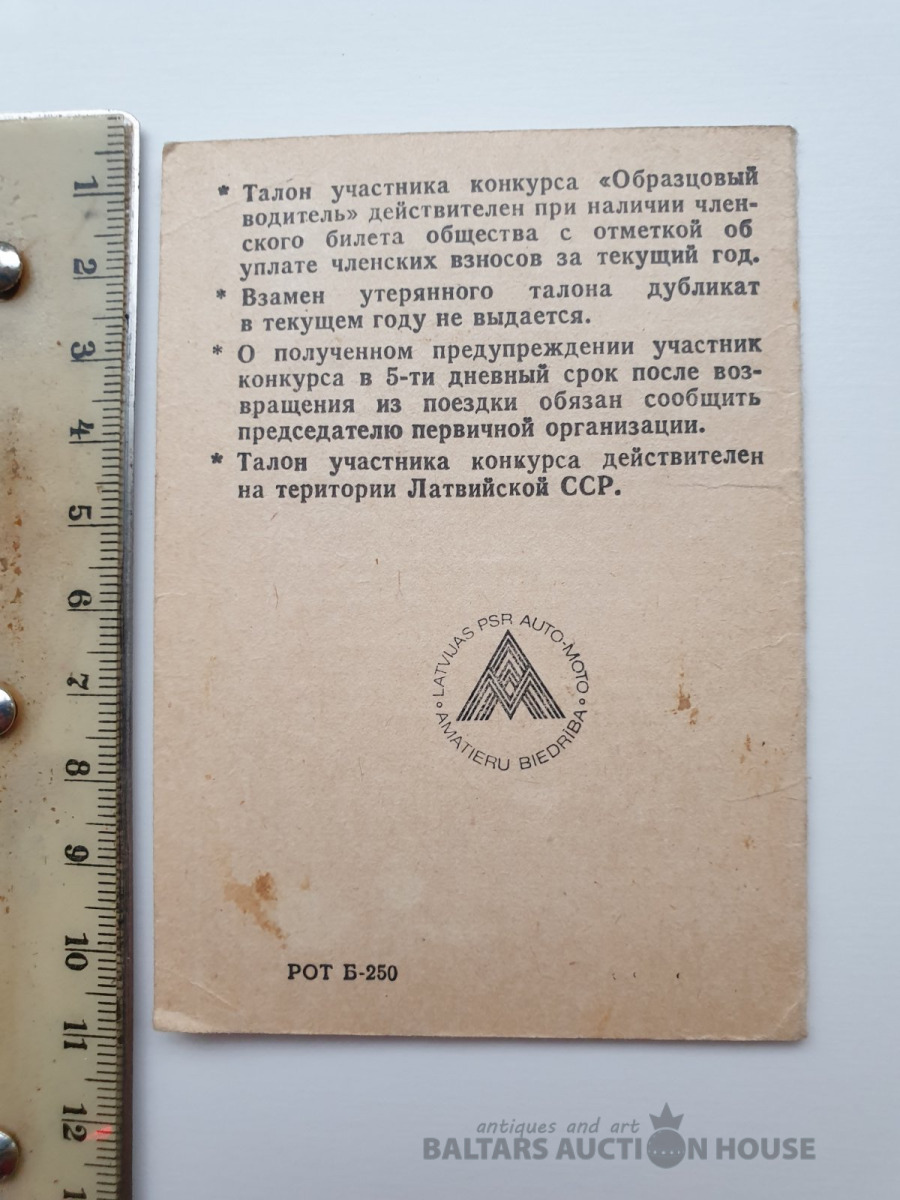 * Талон участника конкурса «Образцовый
водитель» действителен при наличии член-
ского билета общества с отметкой об
уплате членских взносов за текущий год.
* Взамен утерянного талона дубликат
в текущем году не выдается.
* О полученном предупреждении участник
конкурса в 5-ти дневный срок после воз-
вращения из поездки обязан сообщить
председателю первичной организации.
* Талон участника конкурса действителен
на територии Латвийской ССР.
LATVIJAS PSR AUTO-MOTO
AMATIERU BIEDRĪBA
РОТ Б-250
1
2
3
4
5
6
7
8
9
10
11
12
antiques and art
BALTARS AUCTION HOUSE